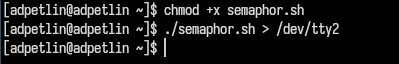 [adpetlin@adpetlin ~]$ chmod +x semaphor.sh
[adpetlin@adpetlin ~]$ ./semaphor.sh > /dev/tty2
[adpetlin@adpetlin ~]$